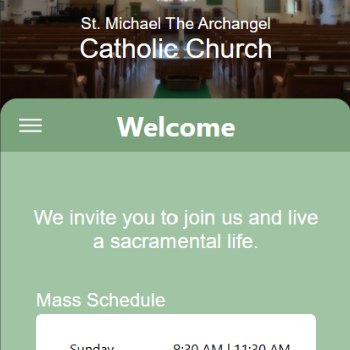 St. Michael The Archangel
Catholic Church
Welcome
We invite you to join us and live
a sacramental life.
Mass Schedule
Sunday 8:30 AM | 11:30 AM